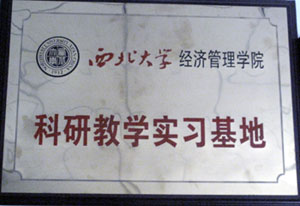 西北大学 经济管理学院
科研教学实习基地